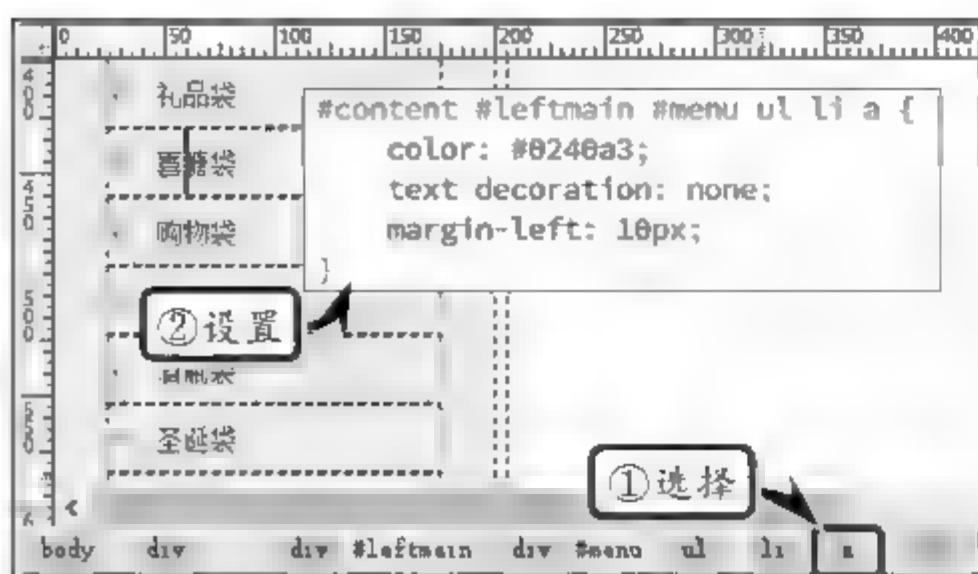 0 50 100 150 200 250 300 350 400
礼品袋
喜糖袋
购物袋
圣诞袋
#content #leftmain #menu ul li a {
color: #0240a3;
text decoration: none;
margin-left: 10px;
}
②设置
①选择
body div div #leftmain div #menu ul li a